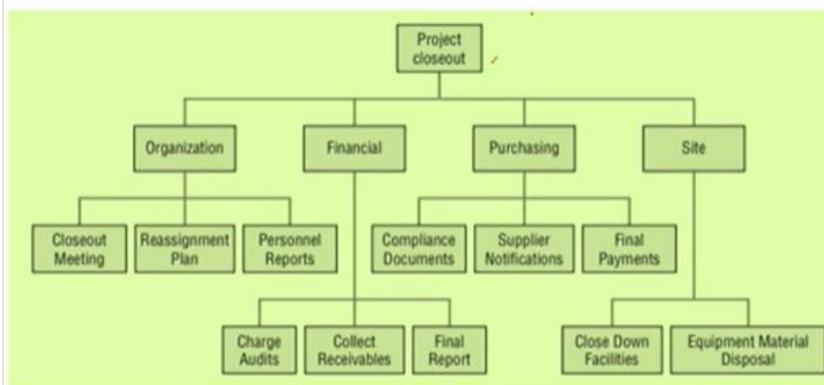 Project
closeout
Organization
Financial
Purchasing
Site
Closeout
Meeting
Reassignment
Plan
Personnel
Reports
Compliance
Documents
Supplier
Notifications
Final
Payments
Charge
Audits
Collect
Receivables
Final
Report
Close Down
Facilities
Equipment Material
Disposal